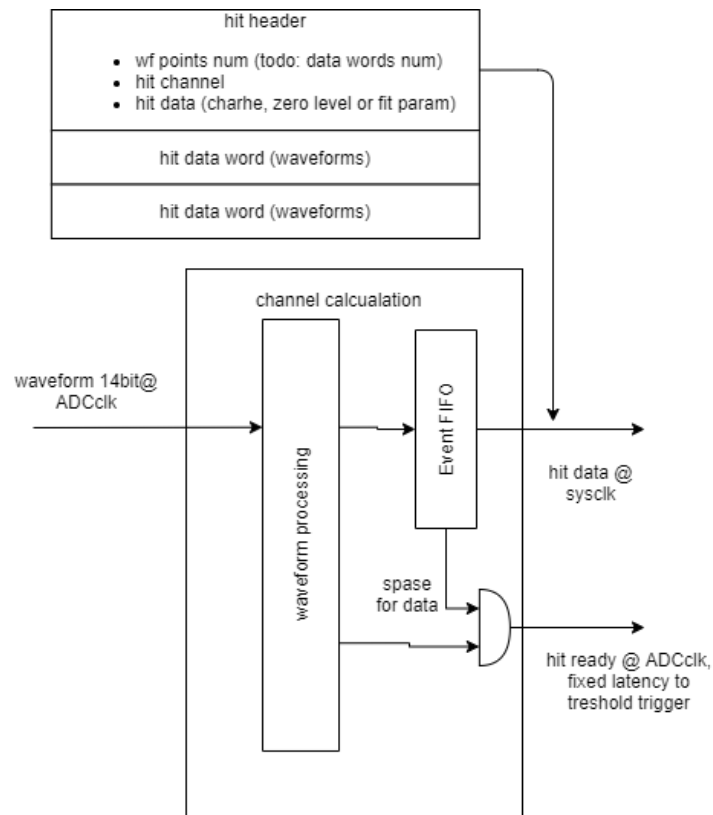 hit header
• wf points num (todo: data words num)
• hit channel
• hit data (charhe, zero level or fit param)
hit data word (waveforms)
hit data word (waveforms)
channel calcualation
waveform 14bit@
ADCclk
waveform processing
Event FIFO
hit data @
sysclk
spase
for data
hit ready @ ADCclk,
fixed latency to
treshold trigger